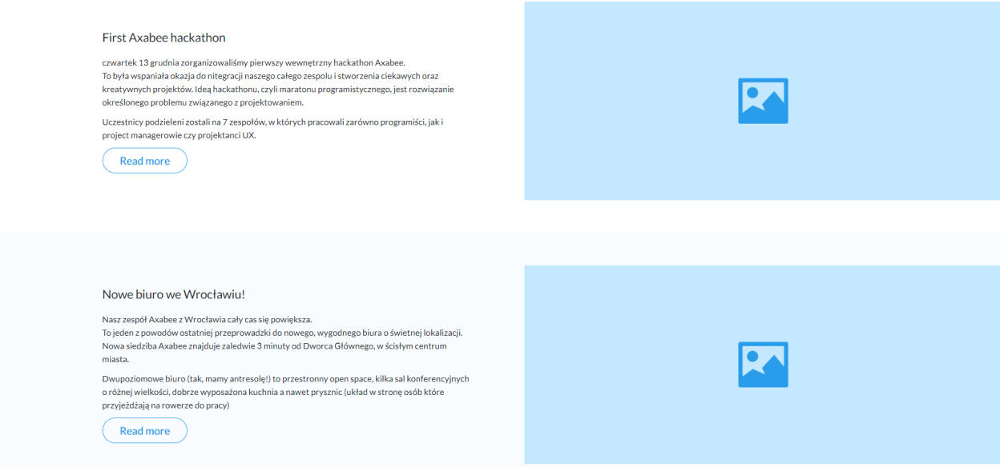 First Axabee hackathon
czwartek 13 grudnia zorganizowaliśmy pierwszy wewnętrzny hackathon Axabee.
To była wspaniała okazja do nitegracji naszego całego zespolu i stworzenia ciekawych oraz
kreatywnych projektów. Ideą hackathonu, czyli maratonu programistycznego, jest rozwiązanie
określonego problemu związanego z projektowaniem.
Uczestnicy podzieleni zostali na 7 zespołów, w których pracowali zarówno programiści, jak i
project managerowie czy projektanci UX.
Read more
Nowe biuro we Wrocławiu!
Nasz zespół Axabee z Wrocławia cały cas się powiększa.
To jeden z powodów ostatniej przeprowadzki do nowego, wygodnego biura o świetnej lokalizacji.
Nowa siedziba Axabee znajduje zaledwie 3 minuty od Dworca Głównego, w ścisłym centrum
miasta.
Dwupoziomowe biuro (tak, mamy antresolę!) to przestronny open space, kilka sal konferencyjnych
o różnej wielkości, dobrze wyposażona kuchnia a nawet prysznic (układ w stronę osób które
przyjeżdżają na rowerze do pracy)
Read more